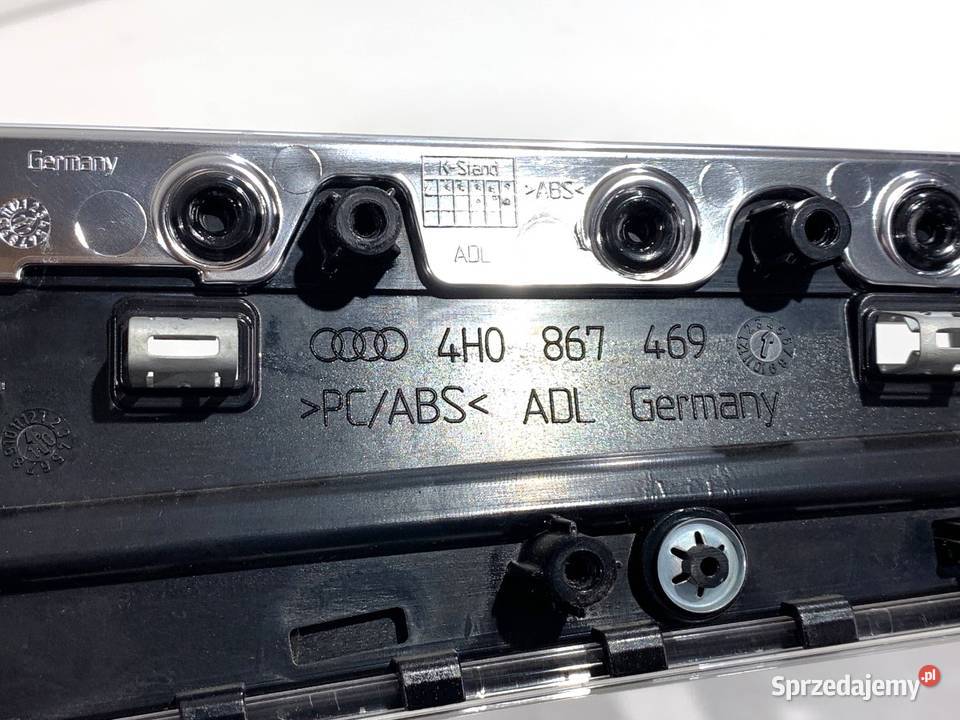 Germany
K-Stand
>ABS<
ADL
4H0 867 469
>PC/ABS< ADL Germany
Sprzedajemy.pl